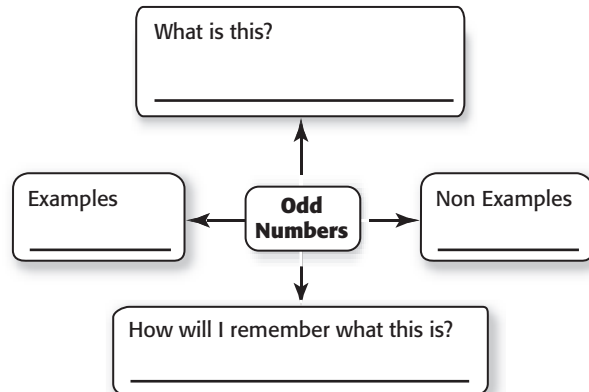 What is this?
Examples
Odd
Numbers
Non Examples
How will I remember what this is?